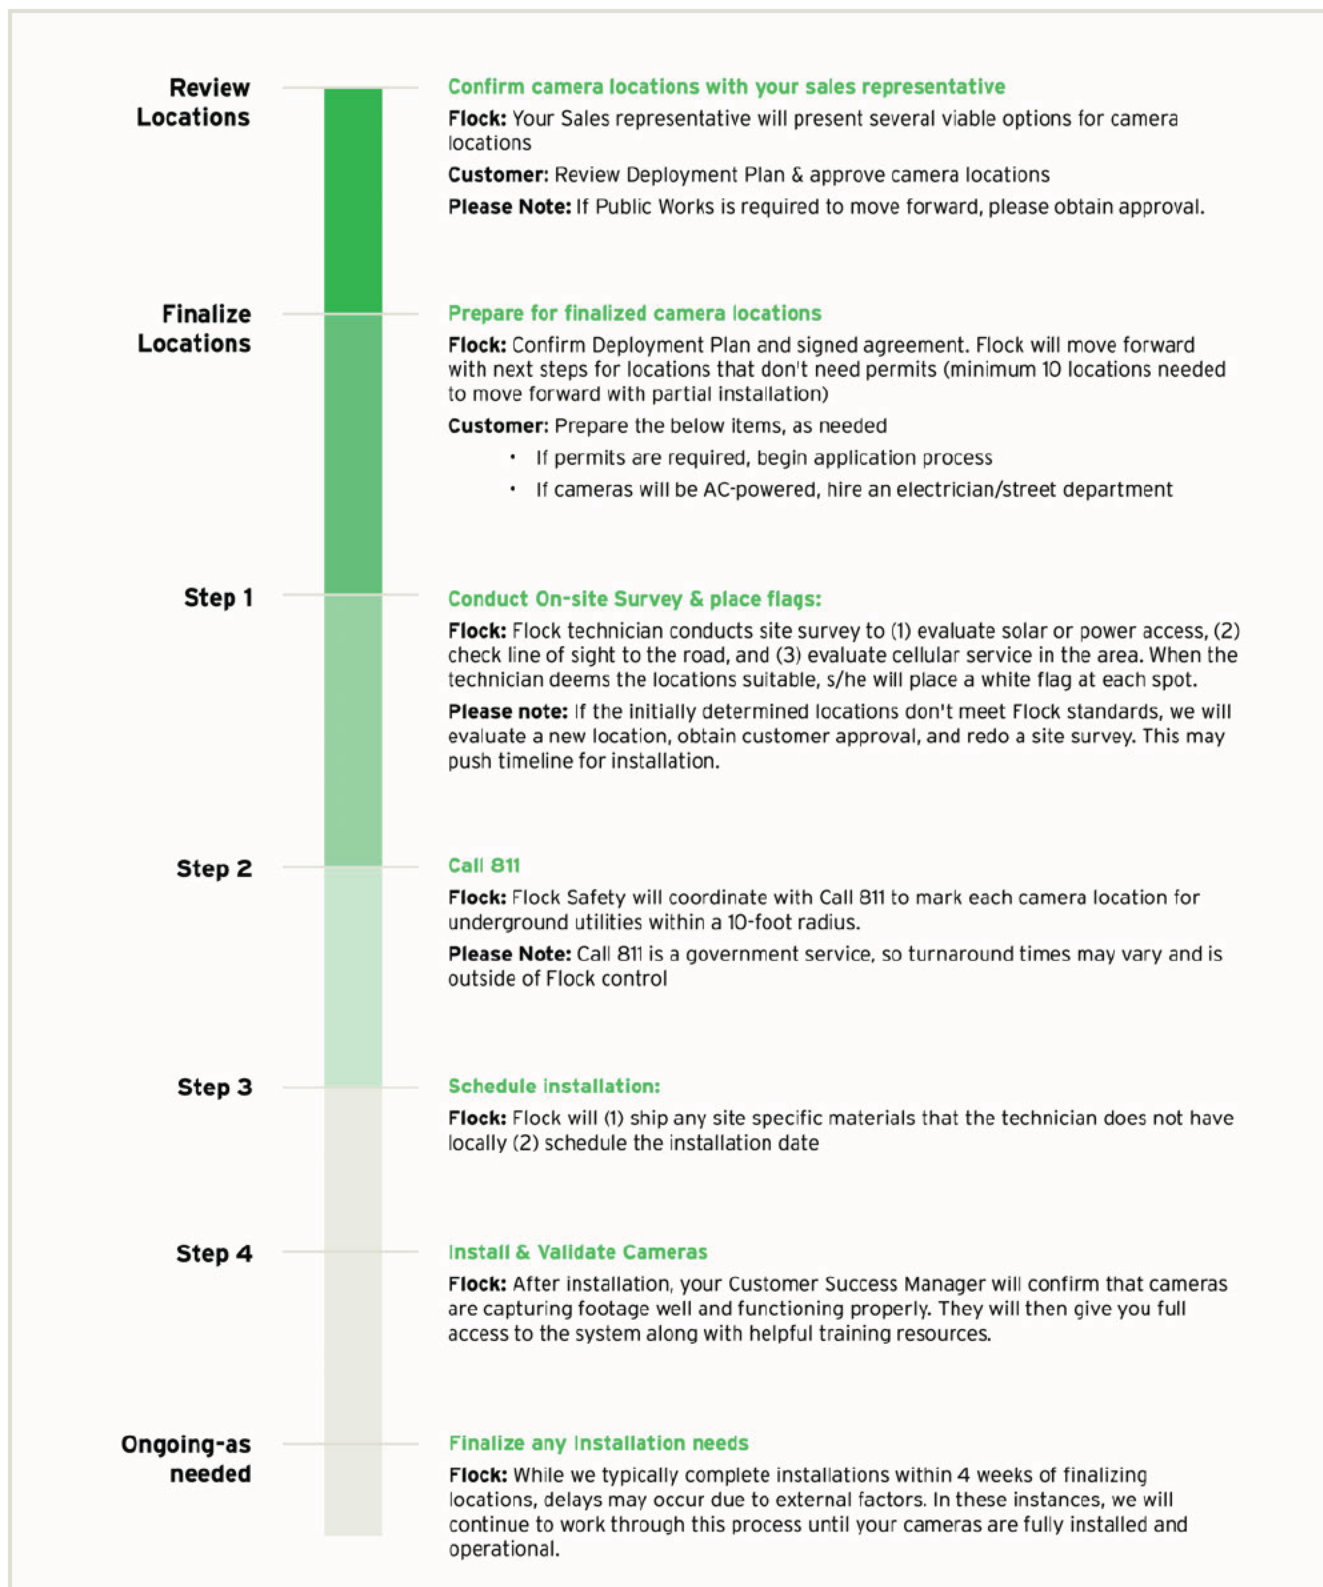 Review
Locations
Confirm camera locations with your sales representative
Flock: Your Sales representative will present several viable options for camera
locations
Customer: Review Deployment Plan & approve camera locations
Please Note: If Public Works is required to move forward, please obtain approval.
Finalize
Locations
Prepare for finalized camera locations
Flock: Confirm Deployment Plan and signed agreement. Flock will move forward
with next steps for locations that don't need permits (minimum 10 locations needed
to move forward with partial installation)
Customer: Prepare the below items, as needed
• If permits are required, begin application process
• If cameras will be AC-powered, hire an electrician/street department
Step 1
Conduct On-site Survey & place flags:
Flock: Flock technician conducts site survey to (1) evaluate solar or power access, (2)
check line of sight to the road, and (3) evaluate cellular service in the area. When the
technician deems the locations suitable, s/he will place a white flag at each spot.
Please note: If the initially determined locations don't meet Flock standards, we will
evaluate a new location, obtain customer approval, and redo a site survey. This may
push timeline for installation.
Step 2
Call 811
Flock: Flock Safety will coordinate with Call 811 to mark each camera location for
underground utilities within a 10-foot radius.
Please Note: Call 811 is a government service, so turnaround times may vary and is
outside of Flock control
Step 3
Schedule installation:
Flock: Flock will (1) ship any site specific materials that the technician does not have
locally (2) schedule the installation date
Step 4
Install & Validate Cameras
Flock: After installation, your Customer Success Manager will confirm that cameras
are capturing footage well and functioning properly. They will then give you full
access to the system along with helpful training resources.
Ongoing-as
needed
Finalize any Installation needs
Flock: While we typically complete installations within 4 weeks of finalizing
locations, delays may occur due to external factors. In these instances, we will
continue to work through this process until your cameras are fully installed and
operational.